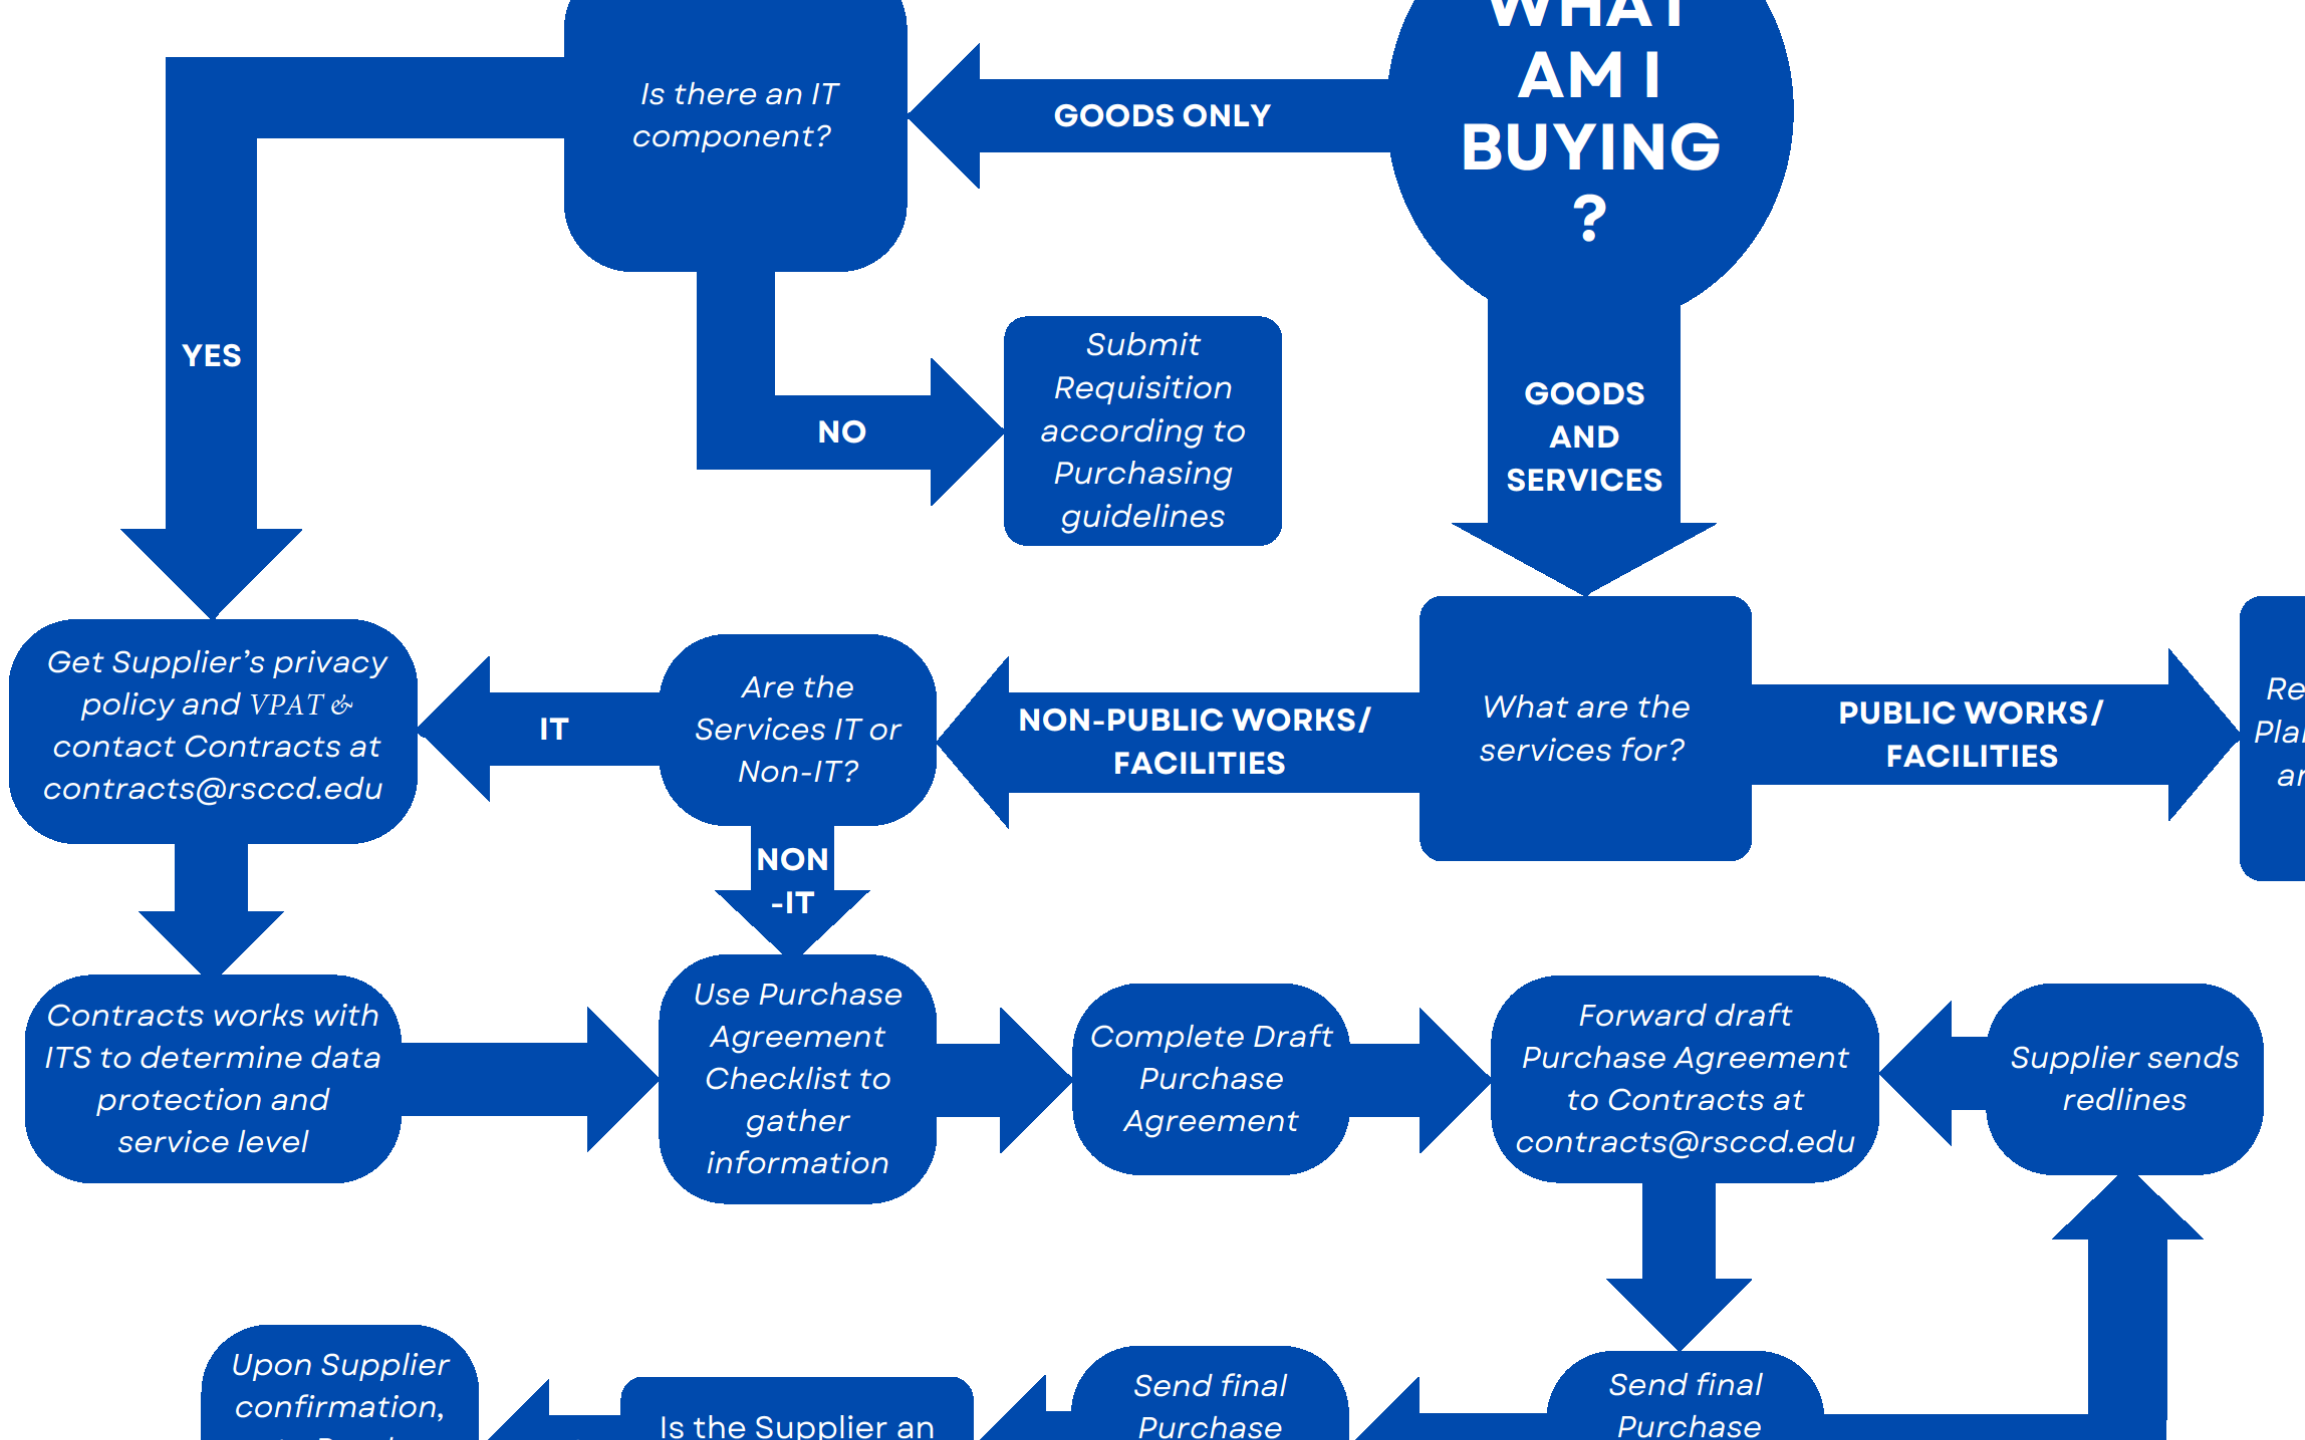 WHAT
AM I
BUYING
?
Is there an IT
component?
GOODS ONLY
YES
NO
Submit
Requisition
according to
Purchasing
guidelines
GOODS
AND
SERVICES
Get Supplier’s privacy
policy and VPAT &
contact Contracts at
contracts@rsccd.edu
IT
Are the
Services IT or
Non-IT?
NON-PUBLIC WORKS/
FACILITIES
What are the
services for?
PUBLIC WORKS/
FACILITIES
NON
-IT
Contracts works with
ITS to determine data
protection and
service level
Use Purchase
Agreement
Checklist to
gather
information
Complete Draft
Purchase
Agreement
Forward draft
Purchase Agreement
to Contracts at
contracts@rsccd.edu
Supplier sends
redlines
Upon Supplier
confirmation,
Is the Supplier an
Send final
Purchase
Send final
Purchase